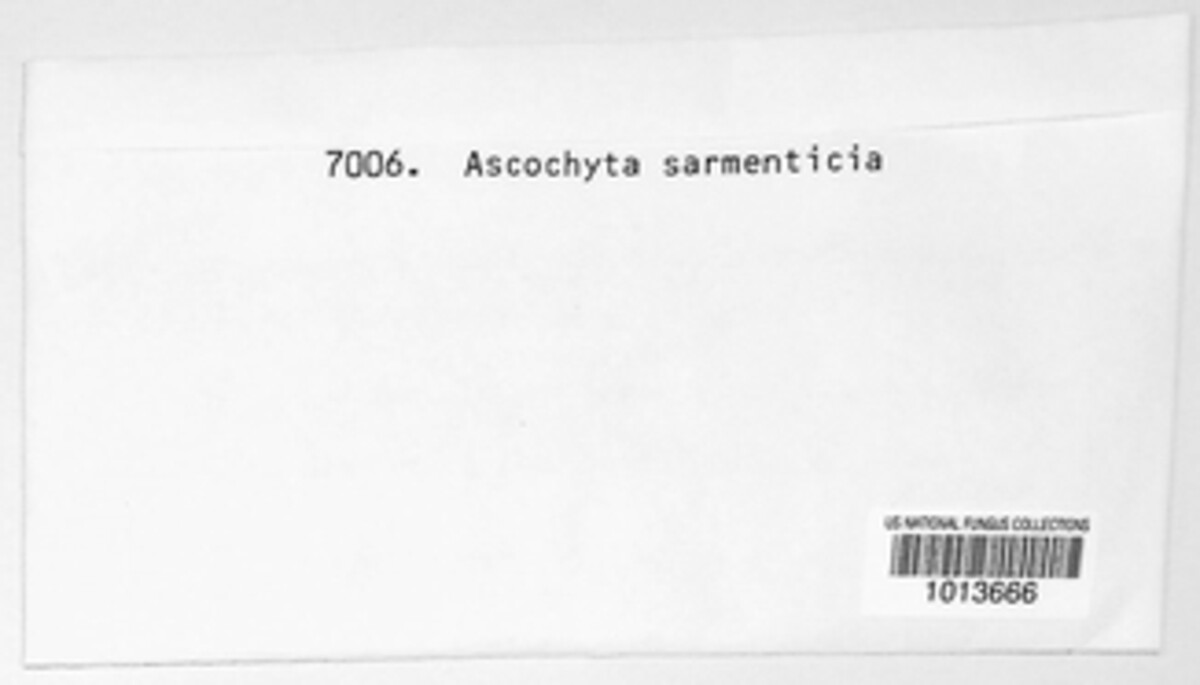 7006. Ascochyta sarmenticia
US NATIONAL FUNGUS COLLECTIONS
1013666